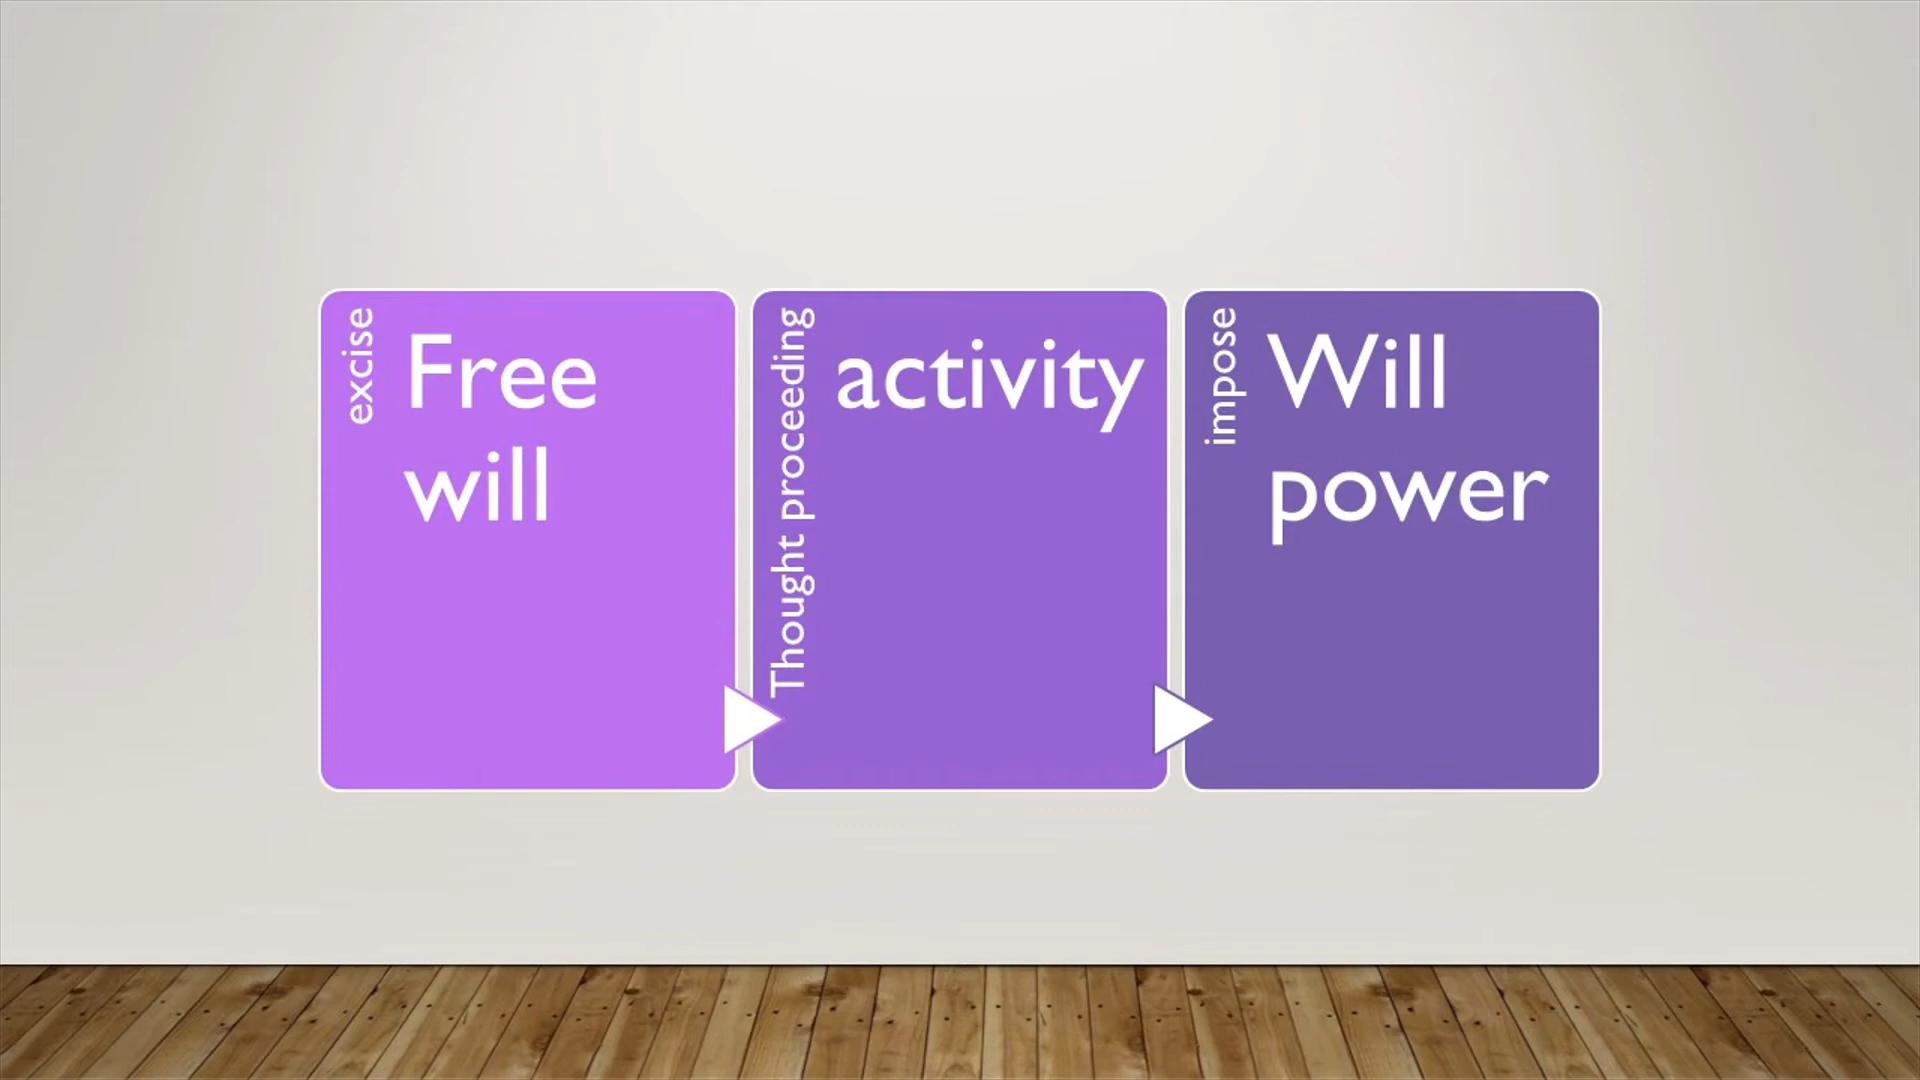 excise
Free
will
Thought proceeding
activity
impose
Will
power